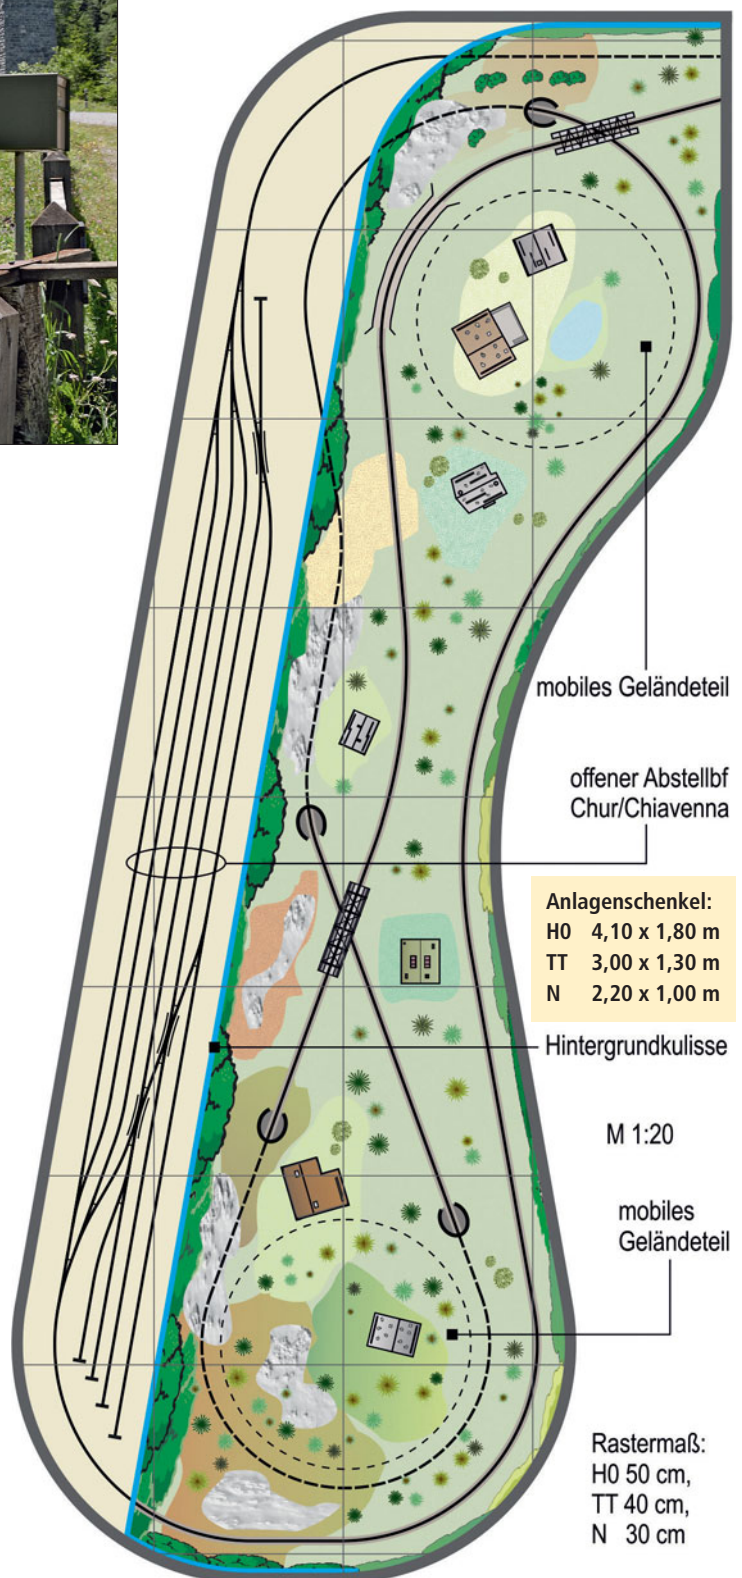 mobiles Geländeteil
offener Abstellbf
Chur/Chiavenna
Anlagenschenkel:
H0 4,10 x 1,80 m
TT 3,00 x 1,30 m
N 2,20 x 1,00 m
Hintergrundkulisse
M 1:20
mobiles
Geländeteil
Rastermaß:
H0 50 cm,
TT 40 cm,
N 30 cm